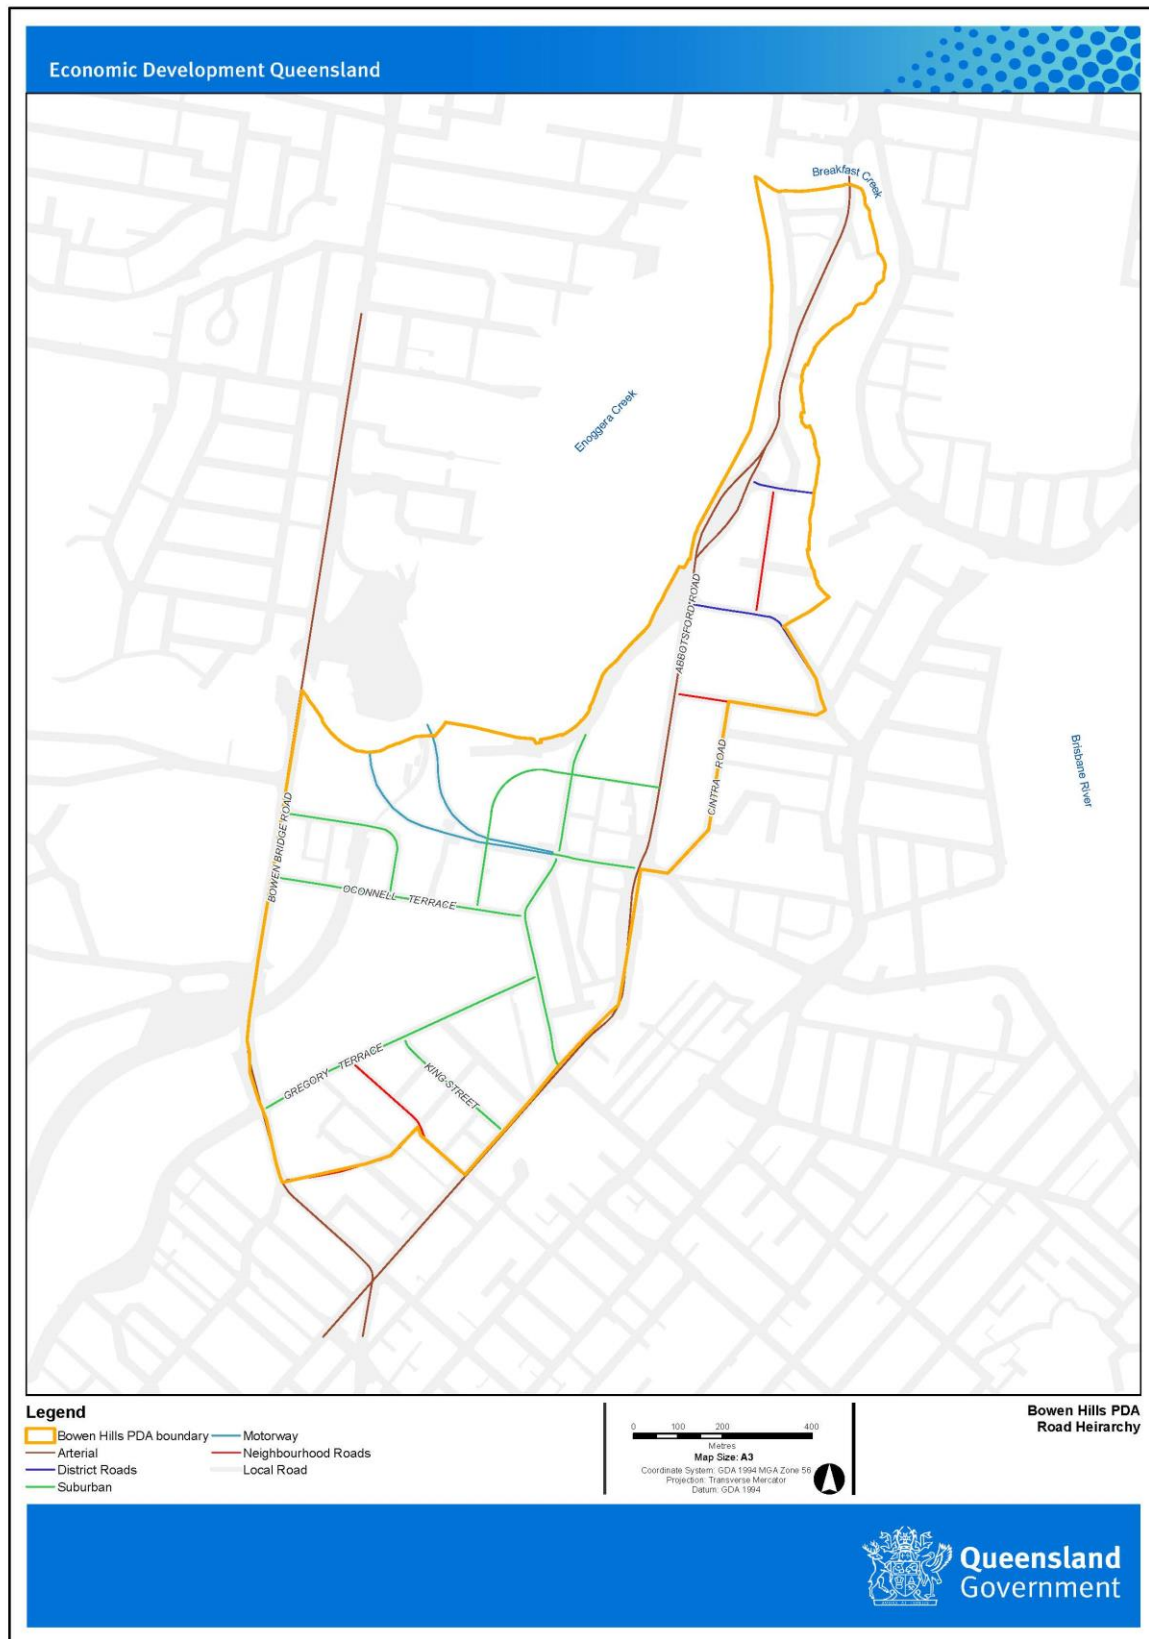 Economic Development Queensland
Breakfast Creek
Enoggera Creek
ABBOTSFORD ROAD
CINTRA ROAD
Brisbane River
BOWEN BRIDGE ROAD
OCONNELL TERRACE
GREGORY TERRACE
KING STREET
Legend
Bowen Hills PDA boundary
Arterial
District Roads
Suburban
Motorway
Neighbourhood Roads
Local Road
0 100 200 400
Metres
Map Size: A3
Coordinate System: GDA 1994 MGA Zone 56
Projection: Transverse Mercator
Datum: GDA 1994
Bowen Hills PDA
Road Heirarchy
Queensland
Government